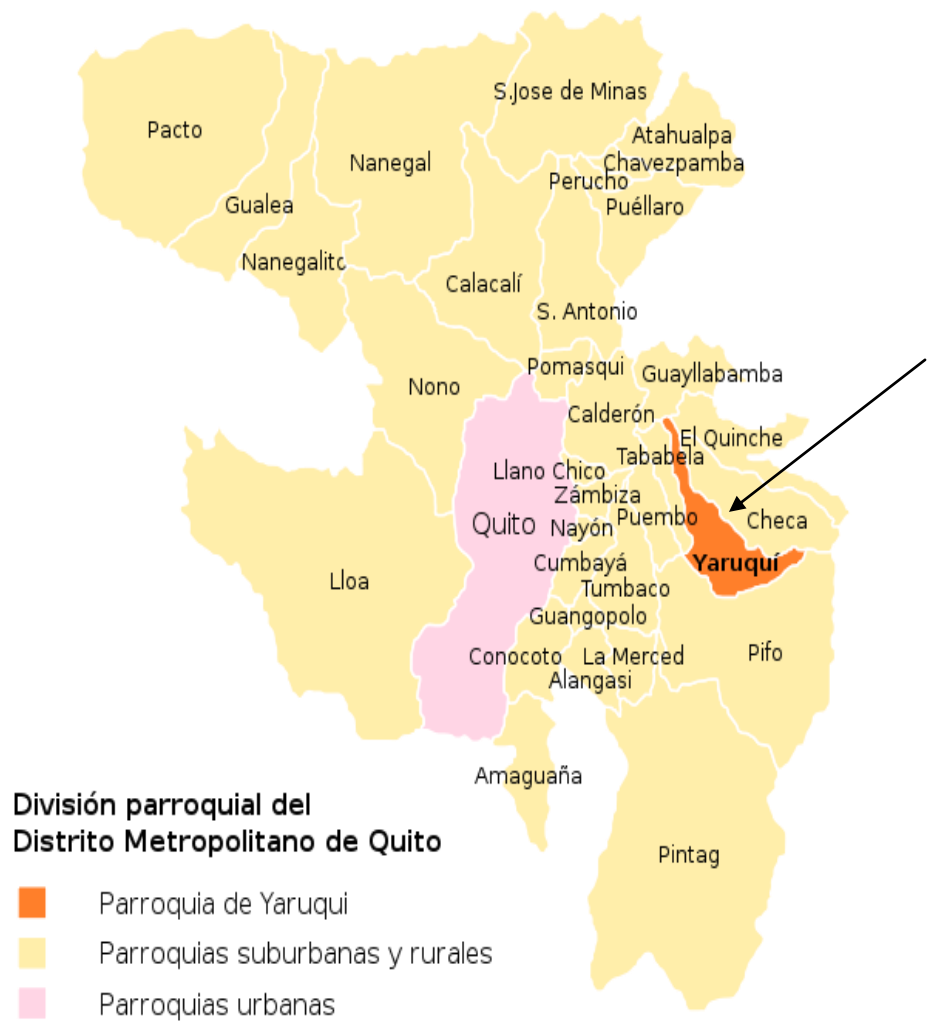 S.Jose de Minas
Pacto
Atahualpa
Nanegal
Chavezpamba
Perucho
Gualea
Puéllaro
Nanegalito
Calacalí
S. Antonio
Pomasqui
Guayllabamba
Nono
Calderón
El Quinche
Tababela
Llano Chico
Zámbiza
Quito
Nayón
Puembo
Checa
Cumbayá
Yaruquí
Lloa
Tumbaco
Guangopolo
Conocoto
La Merced
Pifo
Alangasi
Amaguaña
Pintag
División parroquial del
Distrito Metropolitano de Quito
Parroquia de Yaruqui
Parroquias suburbanas y rurales
Parroquias urbanas